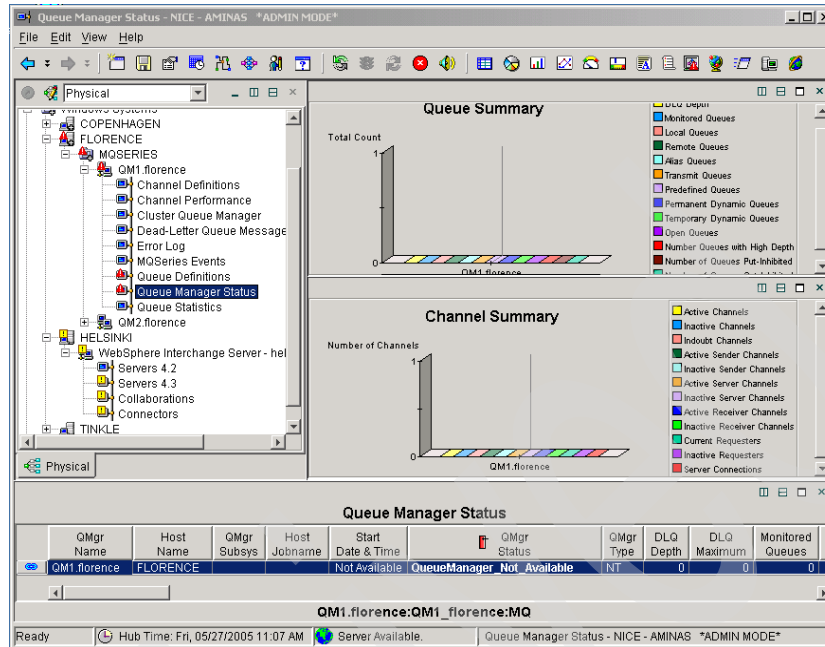 Queue Manager Status - NICE - AMINAS *ADMIN MODE*
File Edit View Help
Physical
Windows Systems
COPENHAGEN
FLORENCE
MQSERIES
QM1.florence
Channel Definitions
Channel Performance
Cluster Queue Manager
Dead-Letter Queue Message
Error Log
MQSeries Events
Queue Definitions
Queue Manager Status
Queue Statistics
QM2.florence
HELSINKI
WebSphere Interchange Server - hel
Servers 4.2
Servers 4.3
Collaborations
Connectors
TINKLE
Physical
Queue Summary
Total Count
1
0
QM1.florence
DLQ Depth
Monitored Queues
Local Queues
Remote Queues
Alias Queues
Transmit Queues
Predefined Queues
Permanent Dynamic Queues
Temporary Dynamic Queues
Open Queues
Number Queues with High Depth
Number of Queues Put-Inhibited
Channel Summary
Number of Channels
1
0
QM1.florence
Active Channels
Inactive Channels
Indoubt Channels
Active Sender Channels
Inactive Sender Channels
Active Server Channels
Inactive Server Channels
Active Receiver Channels
Inactive Receiver Channels
Current Requesters
Inactive Requesters
Server Connections
Queue Manager Status
QMgr Name Host Name QMgr Subsys Host Jobname Start Date & Time QMgr Status QMgr Type DLQ Depth DLQ Maximum Monitored Queues
QM1.florence FLORENCE Not Available QueueManager_Not_Available NT 0 0 0
QM1.florence:QM1_florence:MQ
Ready Hub Time: Fri, 05/27/2005 11:07 AM Server Available. Queue Manager Status - NICE - AMINAS *ADMIN MODE*